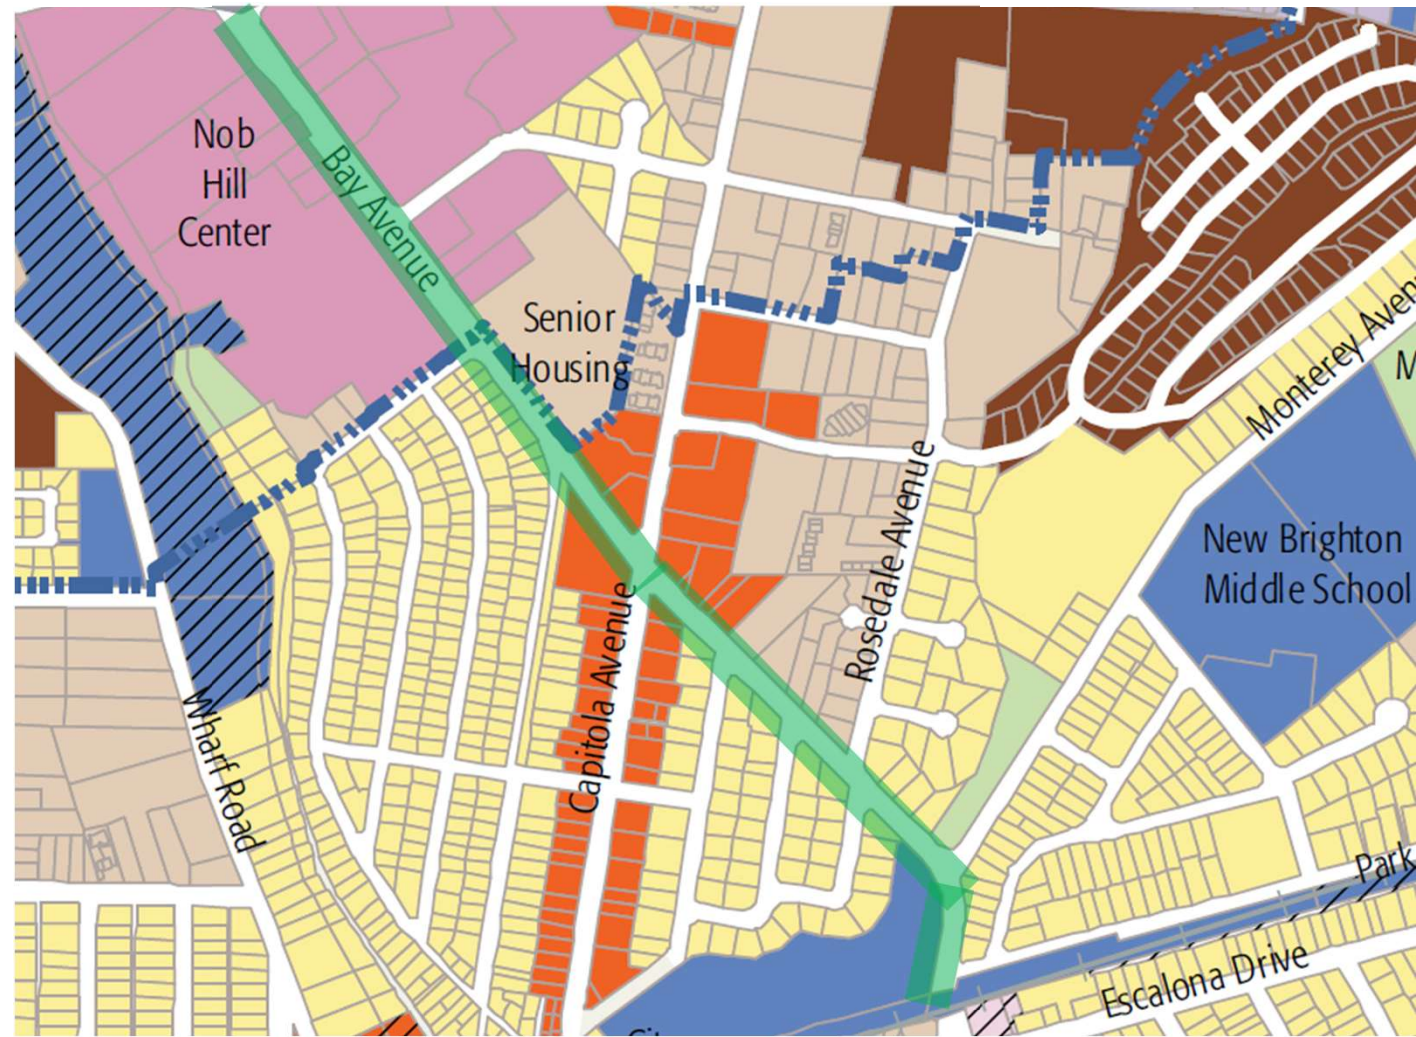 Nob
Hill
Center
Bay Avenue
Senior
Housing
Monterey Aven
M
New Brighton
Middle School
Rosedale Avenue
Capitola Avenue
Wharf Road
Park
Escalona Drive